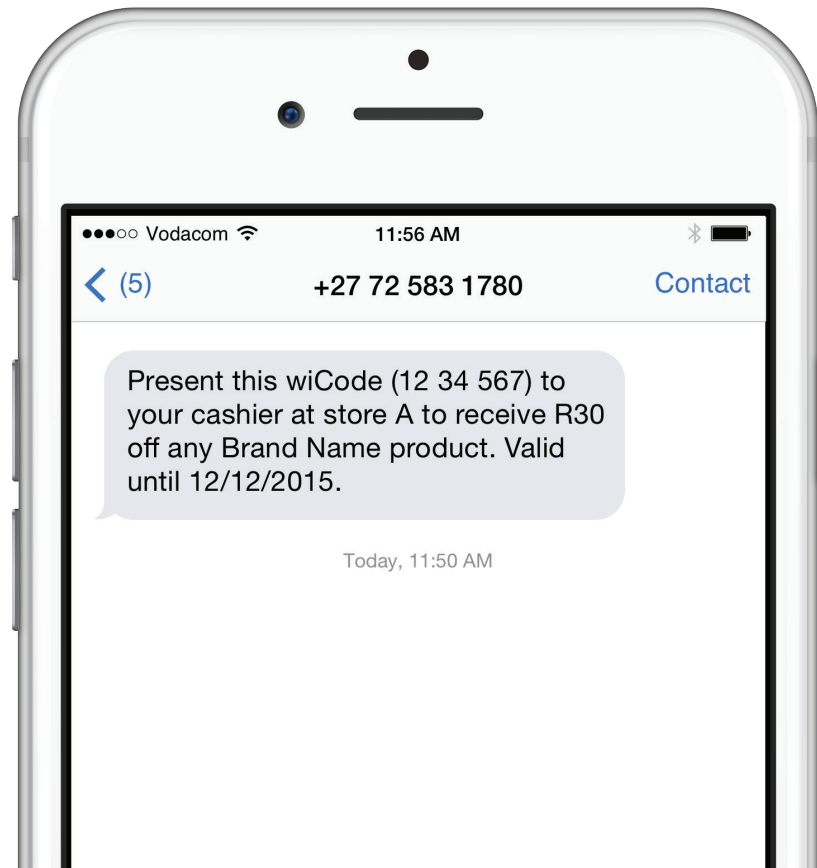 Vodacom 11:56 AM
(5) +27 72 583 1780 Contact
Present this wiCode (12 34 567) to
your cashier at store A to receive R30
off any Brand Name product. Valid
until 12/12/2015.
Today, 11:50 AM